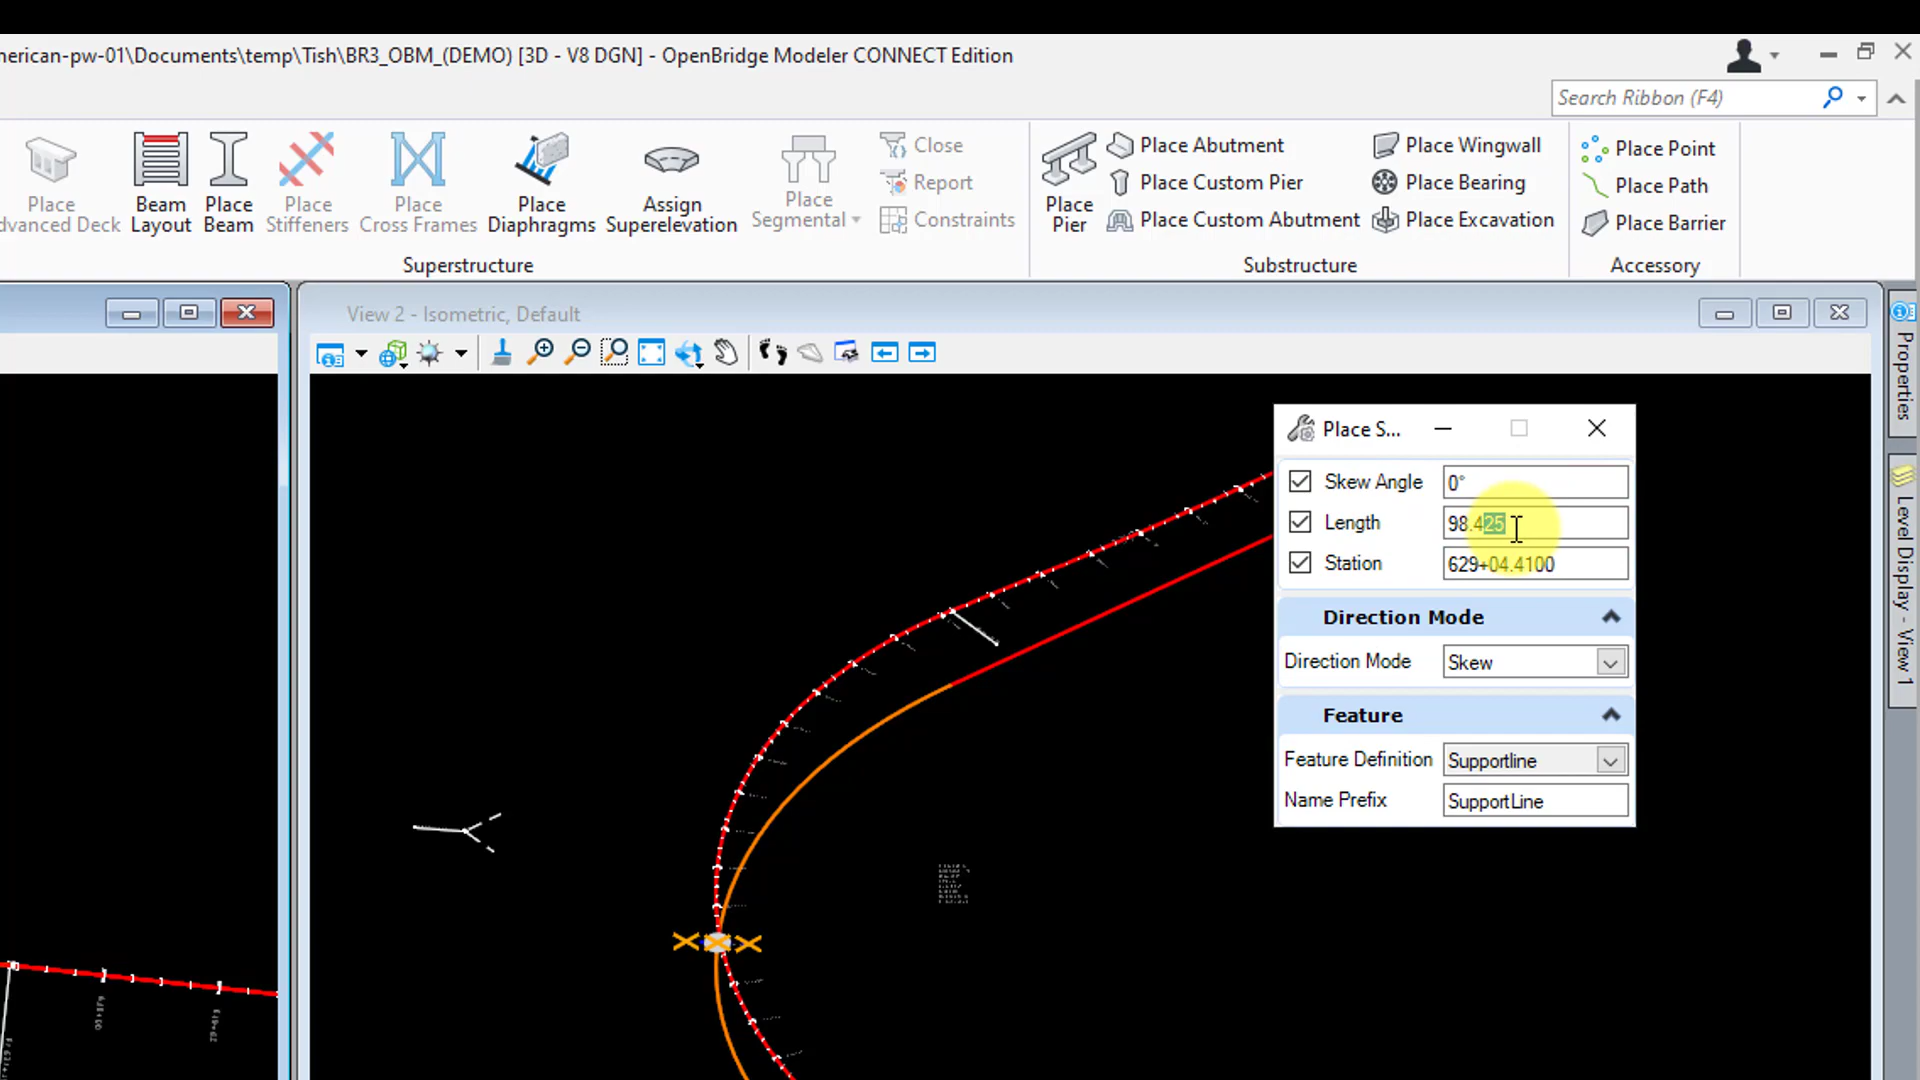 merican-pw-01\Documents\temp\Tish\BR3_OBM_(DEMO) [3D - V8 DGN] - OpenBridge Modeler CONNECT Edition
Search Ribbon (F4)
Place
dvanced Deck
Beam
Layout
Place
Beam
Place
Stiffeners
Place
Cross Frames
Place
Diaphragms
Assign
Superelevation
Place
Segmental
Close
Report
Constraints
Superstructure
Place
Pier
Place Abutment
Place Custom Pier
Place Custom Abutment
Place Wingwall
Place Bearing
Place Excavation
Substructure
Place Point
Place Path
Place Barrier
Accessory
View 2 - Isometric, Default
Properties
Level Display - View 1
Place S...
Skew Angle 0°
Length 98.425
Station 629+04.4100
Direction Mode
Direction Mode Skew
Feature
Feature Definition Supportline
Name Prefix SupportLine